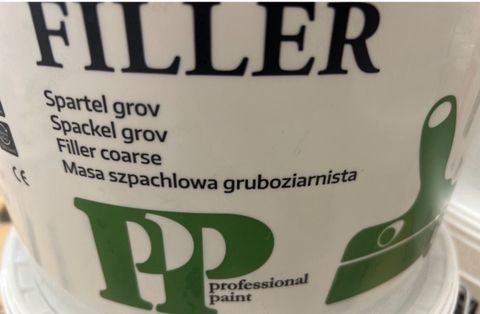 FILLER
Spartel grov
Spackel grov
Filler coarse
Masa szpachlowa gruboziarnista
CE
PP
professional
paint